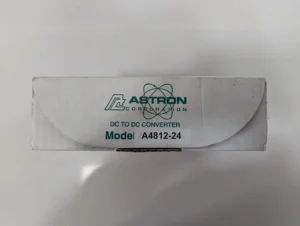 ASTRON
CORPORATION
DC TO DC CONVERTER
Model A4812-24